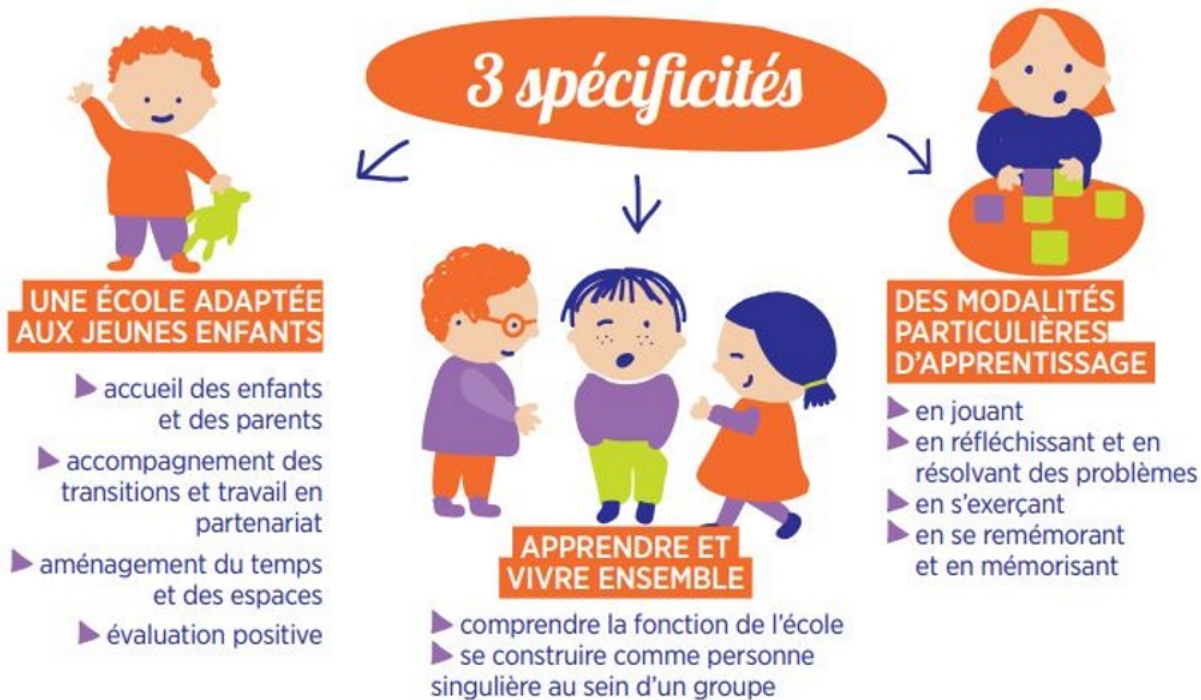 3 spécificités
UNE ÉCOLE ADAPTÉE
AUX JEUNES ENFANTS
accueil des enfants
et des parents
accompagnement des
transitions et travail en
partenariat
aménagement du temps
et des espaces
évaluation positive
APPRENDRE ET
VIVRE ENSEMBLE
comprendre la fonction de l'école
se construire comme personne
singulière au sein d'un groupe
DES MODALITÉS
PARTICULIÈRES
D'APPRENTISSAGE
en jouant
en réfléchissant et en
résolvant des problèmes
en s'exerçant
en se remémorant
et en mémorisant